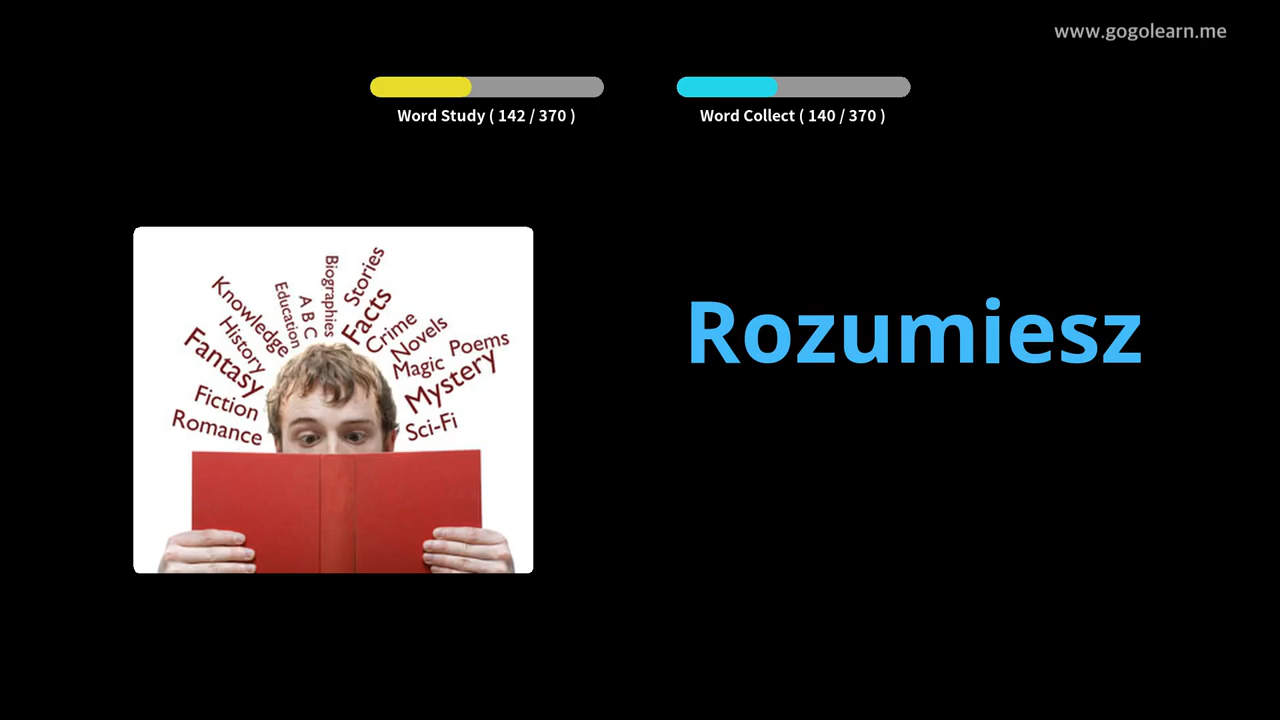 www.gogolearn.me
Word Study ( 142 / 370 )
Word Collect ( 140 / 370 )
Rozumiesz
Knowledge
Education
A B C
Biographies
Stories
Facts
Crime
Novels
Poems
Magic
Mystery
Sci-Fi
History
Fantasy
Fiction
Romance